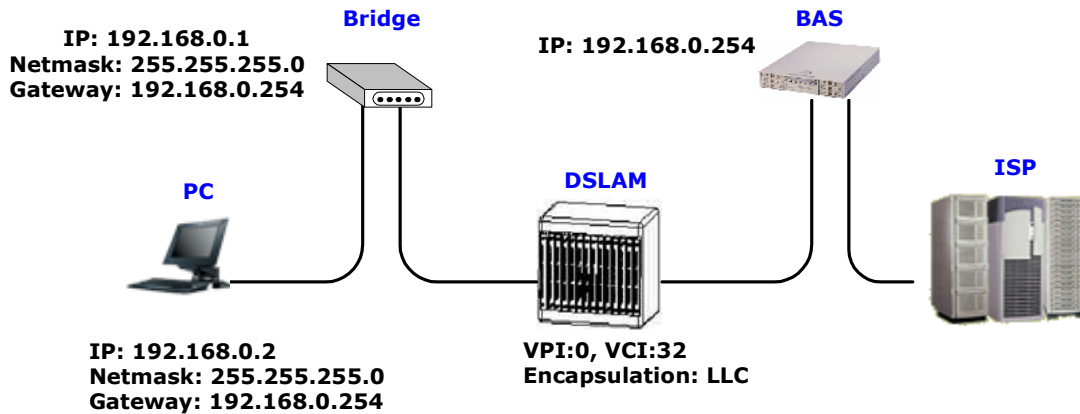 Bridge
IP: 192.168.0.1
Netmask: 255.255.255.0
Gateway: 192.168.0.254
BAS
IP: 192.168.0.254
PC
DSLAM
ISP
IP: 192.168.0.2
Netmask: 255.255.255.0
Gateway: 192.168.0.254
VPI:0, VCI:32
Encapsulation: LLC